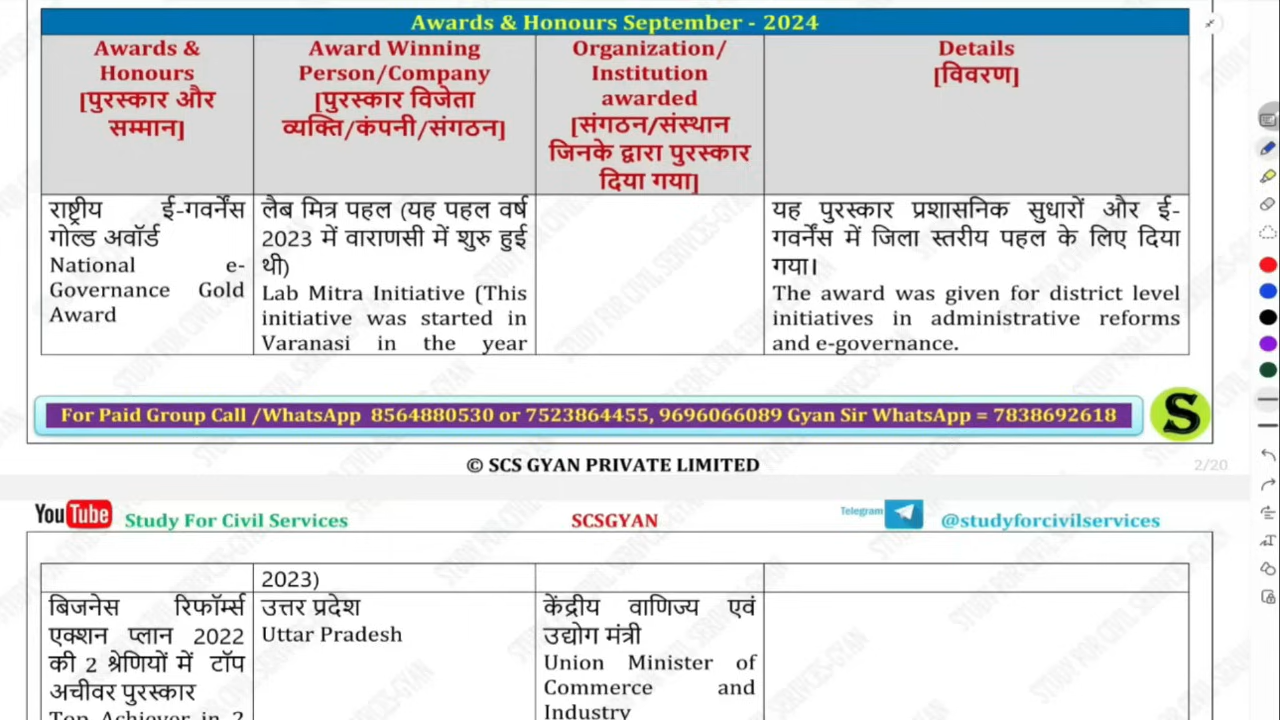 Awards & Honours September - 2024
Awards &
Honours
[पुरस्कार और
सम्मान]
Award Winning
Person/Company
[पुरस्कार विजेता
व्यक्ति/कंपनी/संगठन]
Organization/
Institution
awarded
[संगठन/संस्थान
जिनके द्वारा पुरस्कार
दिया गया]
Details
[विवरण]
राष्ट्रीय ई-गवर्नेंस
गोल्ड अवॉर्ड
National e-
Governance Gold
Award
लैब मित्र पहल (यह पहल वर्ष
2023 में वाराणसी में शुरु हुई
थी)
Lab Mitra Initiative (This
initiative was started in
Varanasi in the year
यह पुरस्कार प्रशासनिक सुधारों और ई-
गवर्नेंस में जिला स्तरीय पहल के लिए दिया
गया।
The award was given for district level
initiatives in administrative reforms
and e-governance.
For Paid Group Call /WhatsApp 8564880530 or 7523864455, 9696066089 Gyan Sir WhatsApp = 7838692618
S
© SCS GYAN PRIVATE LIMITED
2/20
YouTube Study For Civil Services
SCSGYAN
Telegram @studyforcivilservices
2023)
बिजनेस रिफॉर्म्स
एक्शन प्लान 2022
की 2 श्रेणियों में टॉप
अचीवर पुरस्कार
Top Achiever in 2
उत्तर प्रदेश
Uttar Pradesh
केंद्रीय वाणिज्य एवं
उद्योग मंत्री
Union Minister of
Commerce and
Industry